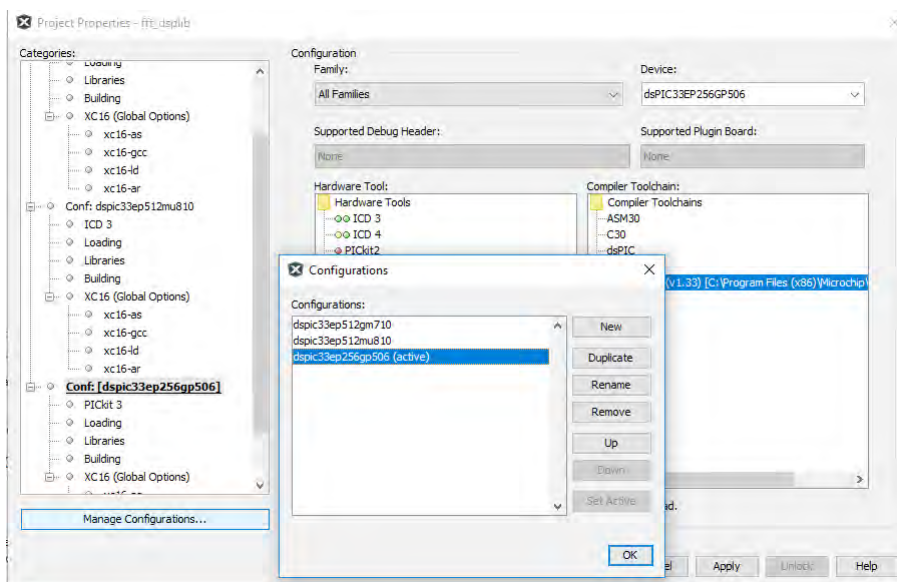 Project Properties - fft_dsplib
Categories:
Loading
Libraries
Building
XC16 (Global Options)
xc16-as
xc16-gcc
xc16-ld
xc16-ar
Conf: dspic33ep512mu810
ICD 3
Loading
Libraries
Building
XC16 (Global Options)
xc16-as
xc16-gcc
xc16-ld
xc16-ar
Conf: [dspic33ep256gp506]
PICkit 3
Loading
Libraries
Building
XC16 (Global Options)
Manage Configurations...
Configuration
Family:
All Families
Device:
dsPIC33EP256GP506
Supported Debug Header:
None
Supported Plugin Board:
None
Hardware Tool:
Hardware Tools
ICD 3
ICD 4
PICkit2
Compiler Toolchain:
Compiler Toolchains
ASM30
C30
dsPIC
(v1.33) [C:\Program Files (x86)\Microchip\
Configurations
Configurations:
dspic33ep512gm710
dspic33ep512mu810
dspic33ep256gp506 (active)
New
Duplicate
Rename
Remove
Up
Down
Set Active
OK
Apply
Unlock
Help